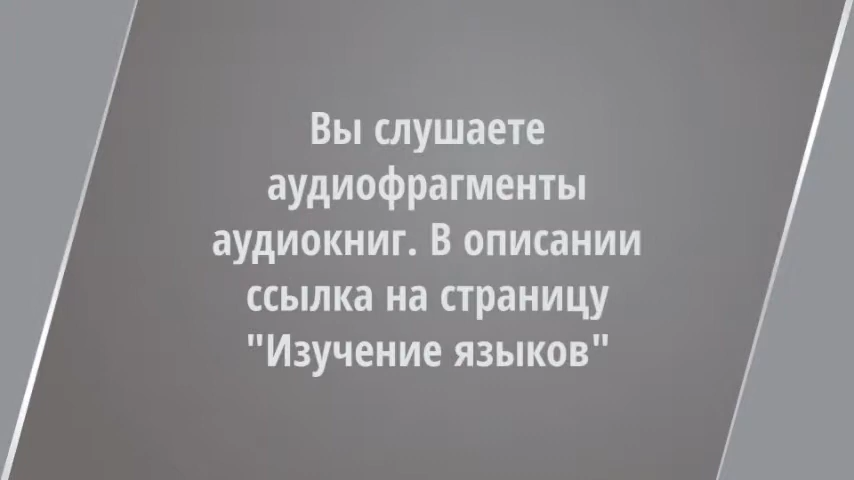 Вы слушаете
аудиофрагменты
аудиокниг. В описании
ссылка на страницу
"Изучение языков"